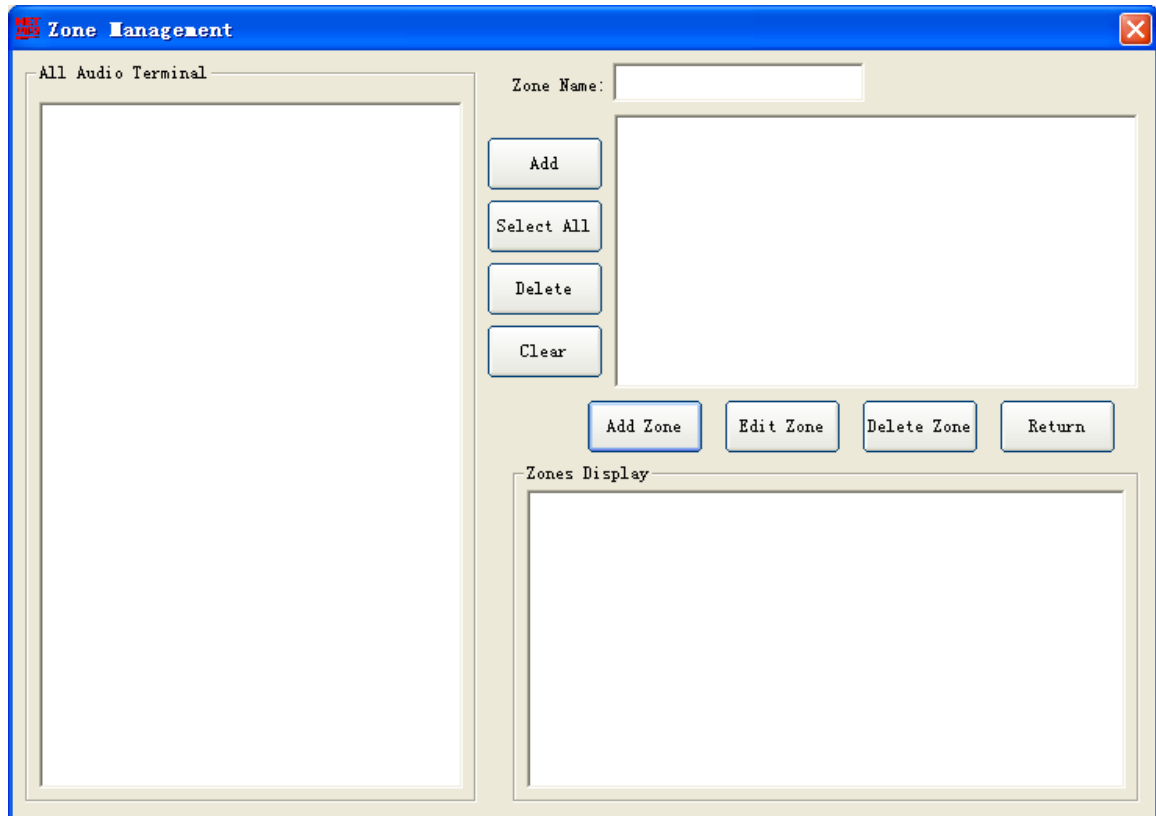 Zone Management
All Audio Terminal
Zone Name:
Add
Select All
Delete
Clear
Add Zone
Edit Zone
Delete Zone
Return
Zones Display